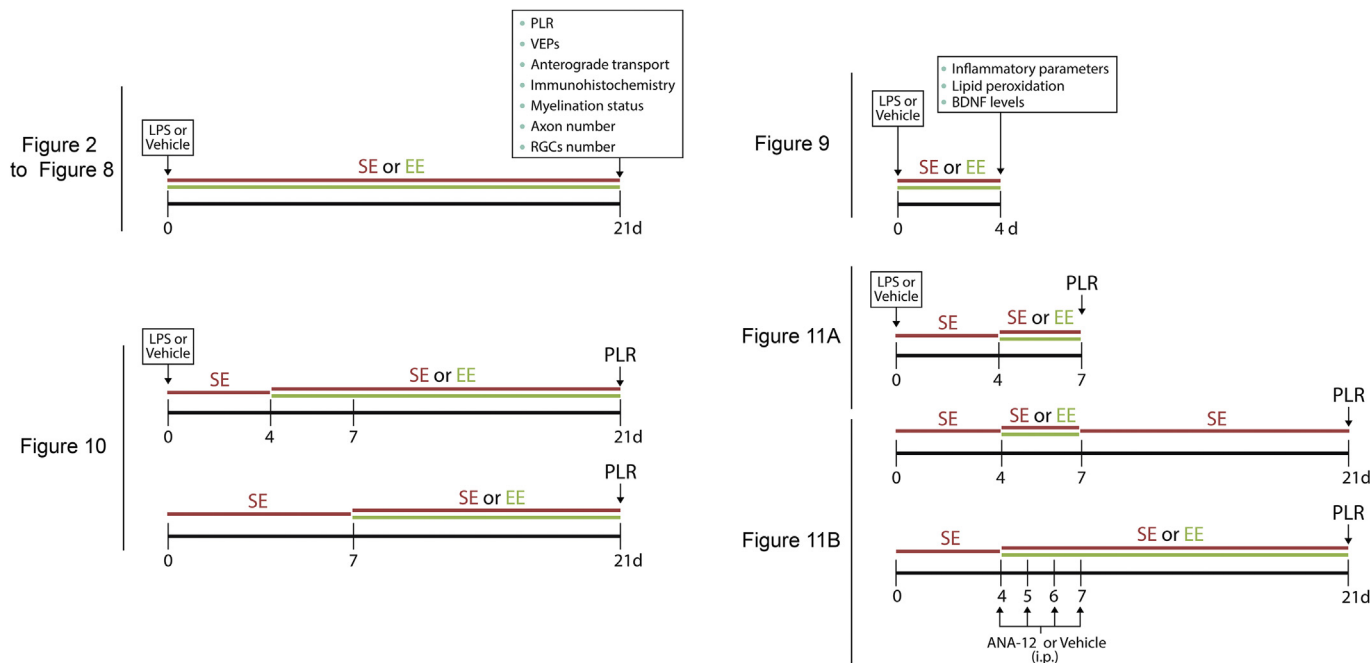 Figure 2
to Figure 8
LPS or
Vehicle
SE or EE
• PLR
• VEPs
• Anterograde transport
• Immunohistochemistry
• Myelination status
• Axon number
• RGCs number
0
21d
Figure 10
LPS or
Vehicle
SE
SE or EE
PLR
0
4
7
21d
SE
SE or EE
PLR
0
7
21d
Figure 9
LPS or
Vehicle
SE or EE
• Inflammatory parameters
• Lipid peroxidation
• BDNF levels
0
4 d
Figure 11A
LPS or
Vehicle
SE
SE or EE
PLR
0
4
7
Figure 11B
SE
SE or EE
SE
PLR
0
4
7
21d
SE
SE or EE
PLR
0
4
5
6
7
21d
ANA-12 or Vehicle
(i.p.)